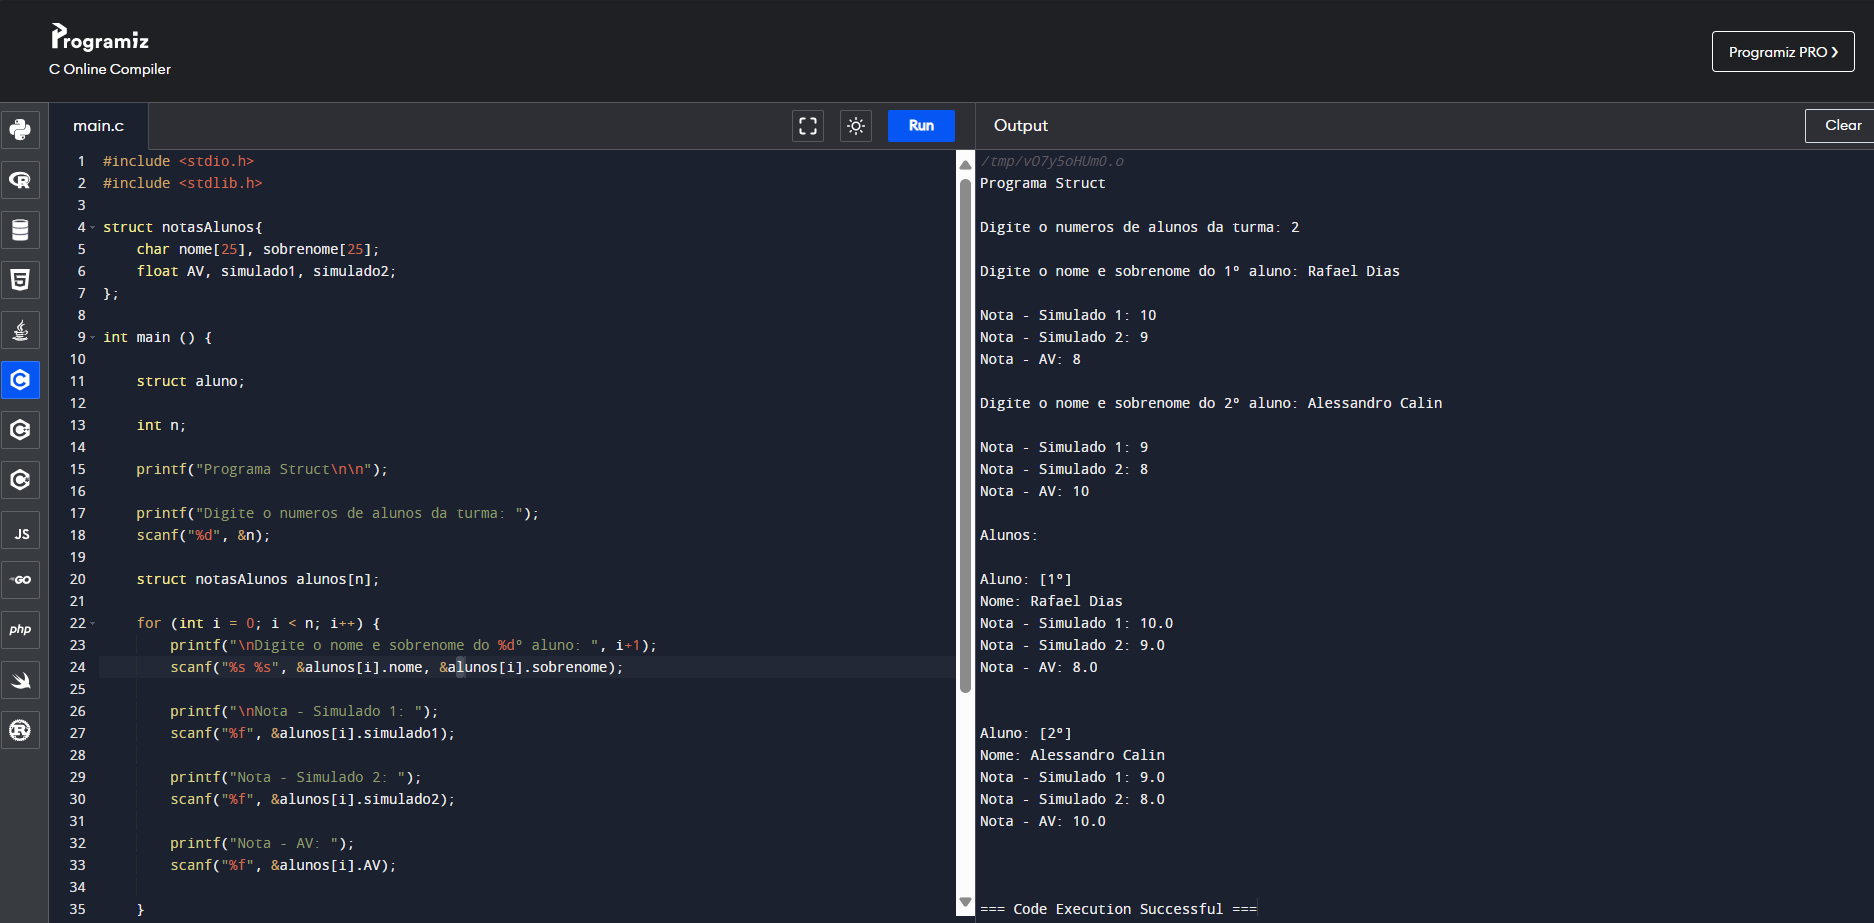 Programiz
C Online Compiler
Programiz PRO ❯
main.c
Run
Output
Clear
JS
GO
php
1 #include <stdio.h>
2 #include <stdlib.h>
3
4 struct notasAlunos{
5     char nome[25], sobrenome[25];
6     float AV, simulado1, simulado2;
7 };
8
9 int main () {
10
11     struct aluno;
12
13     int n;
14
15     printf("Programa Struct\n\n");
16
17     printf("Digite o numeros de alunos da turma: ");
18     scanf("%d", &n);
19
20     struct notasAlunos alunos[n];
21
22     for (int i = 0; i < n; i++) {
23         printf("\nDigite o nome e sobrenome do %dº aluno: ", i+1);
24         scanf("%s %s", &alunos[i].nome, &alunos[i].sobrenome);
25
26         printf("\nNota - Simulado 1: ");
27         scanf("%f", &alunos[i].simulado1);
28
29         printf("Nota - Simulado 2: ");
30         scanf("%f", &alunos[i].simulado2);
31
32         printf("Nota - AV: ");
33         scanf("%f", &alunos[i].AV);
34
35     }
/tmp/vO7y5oHUm0.o
Programa Struct
Digite o numeros de alunos da turma: 2
Digite o nome e sobrenome do 1º aluno: Rafael Dias
Nota - Simulado 1: 10
Nota - Simulado 2: 9
Nota - AV: 8
Digite o nome e sobrenome do 2º aluno: Alessandro Calin
Nota - Simulado 1: 9
Nota - Simulado 2: 8
Nota - AV: 10
Alunos:
Aluno: [1º]
Nome: Rafael Dias
Nota - Simulado 1: 10.0
Nota - Simulado 2: 9.0
Nota - AV: 8.0
Aluno: [2º]
Nome: Alessandro Calin
Nota - Simulado 1: 9.0
Nota - Simulado 2: 8.0
Nota - AV: 10.0
=== Code Execution Successful ===